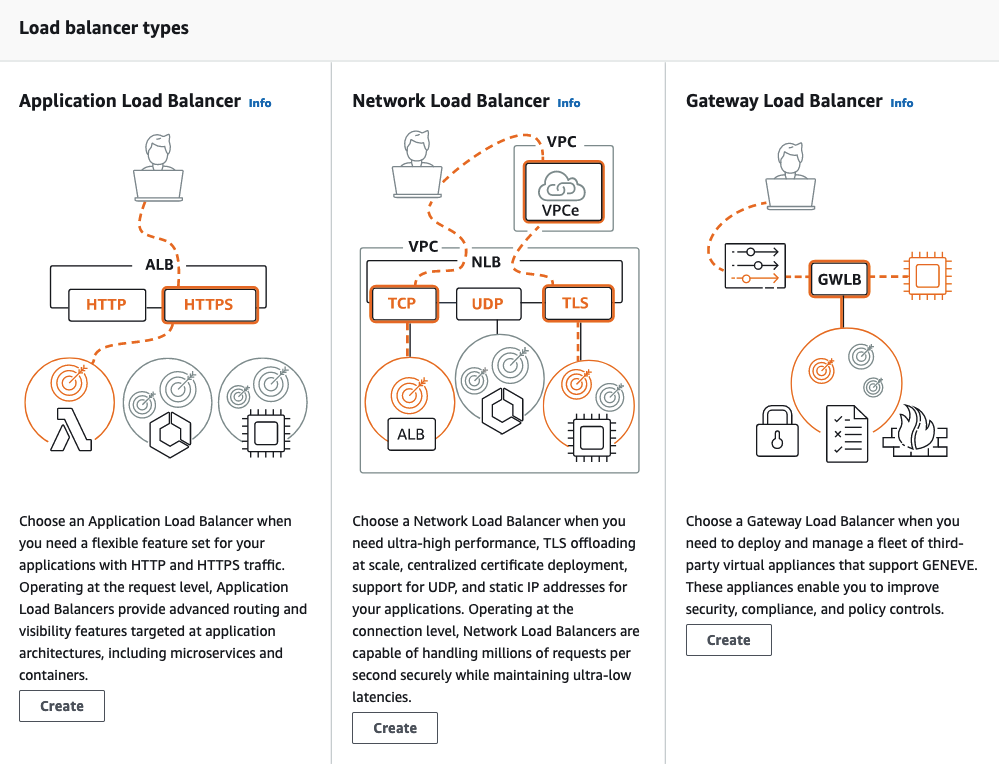 Load balancer types
Application Load Balancer Info
ALB
HTTP
HTTPS
Choose an Application Load Balancer when
you need a flexible feature set for your
applications with HTTP and HTTPS traffic.
Operating at the request level, Application
Load Balancers provide advanced routing and
visibility features targeted at application
architectures, including microservices and
containers.
Create
Network Load Balancer Info
VPC
VPCe
VPC
NLB
TCP
UDP
TLS
ALB
Choose a Network Load Balancer when you
need ultra-high performance, TLS offloading
at scale, centralized certificate deployment,
support for UDP, and static IP addresses for
your applications. Operating at the
connection level, Network Load Balancers are
capable of handling millions of requests per
second securely while maintaining ultra-low
latencies.
Create
Gateway Load Balancer Info
GWLB
Choose a Gateway Load Balancer when you
need to deploy and manage a fleet of third-
party virtual appliances that support GENEVE.
These appliances enable you to improve
security, compliance, and policy controls.
Create